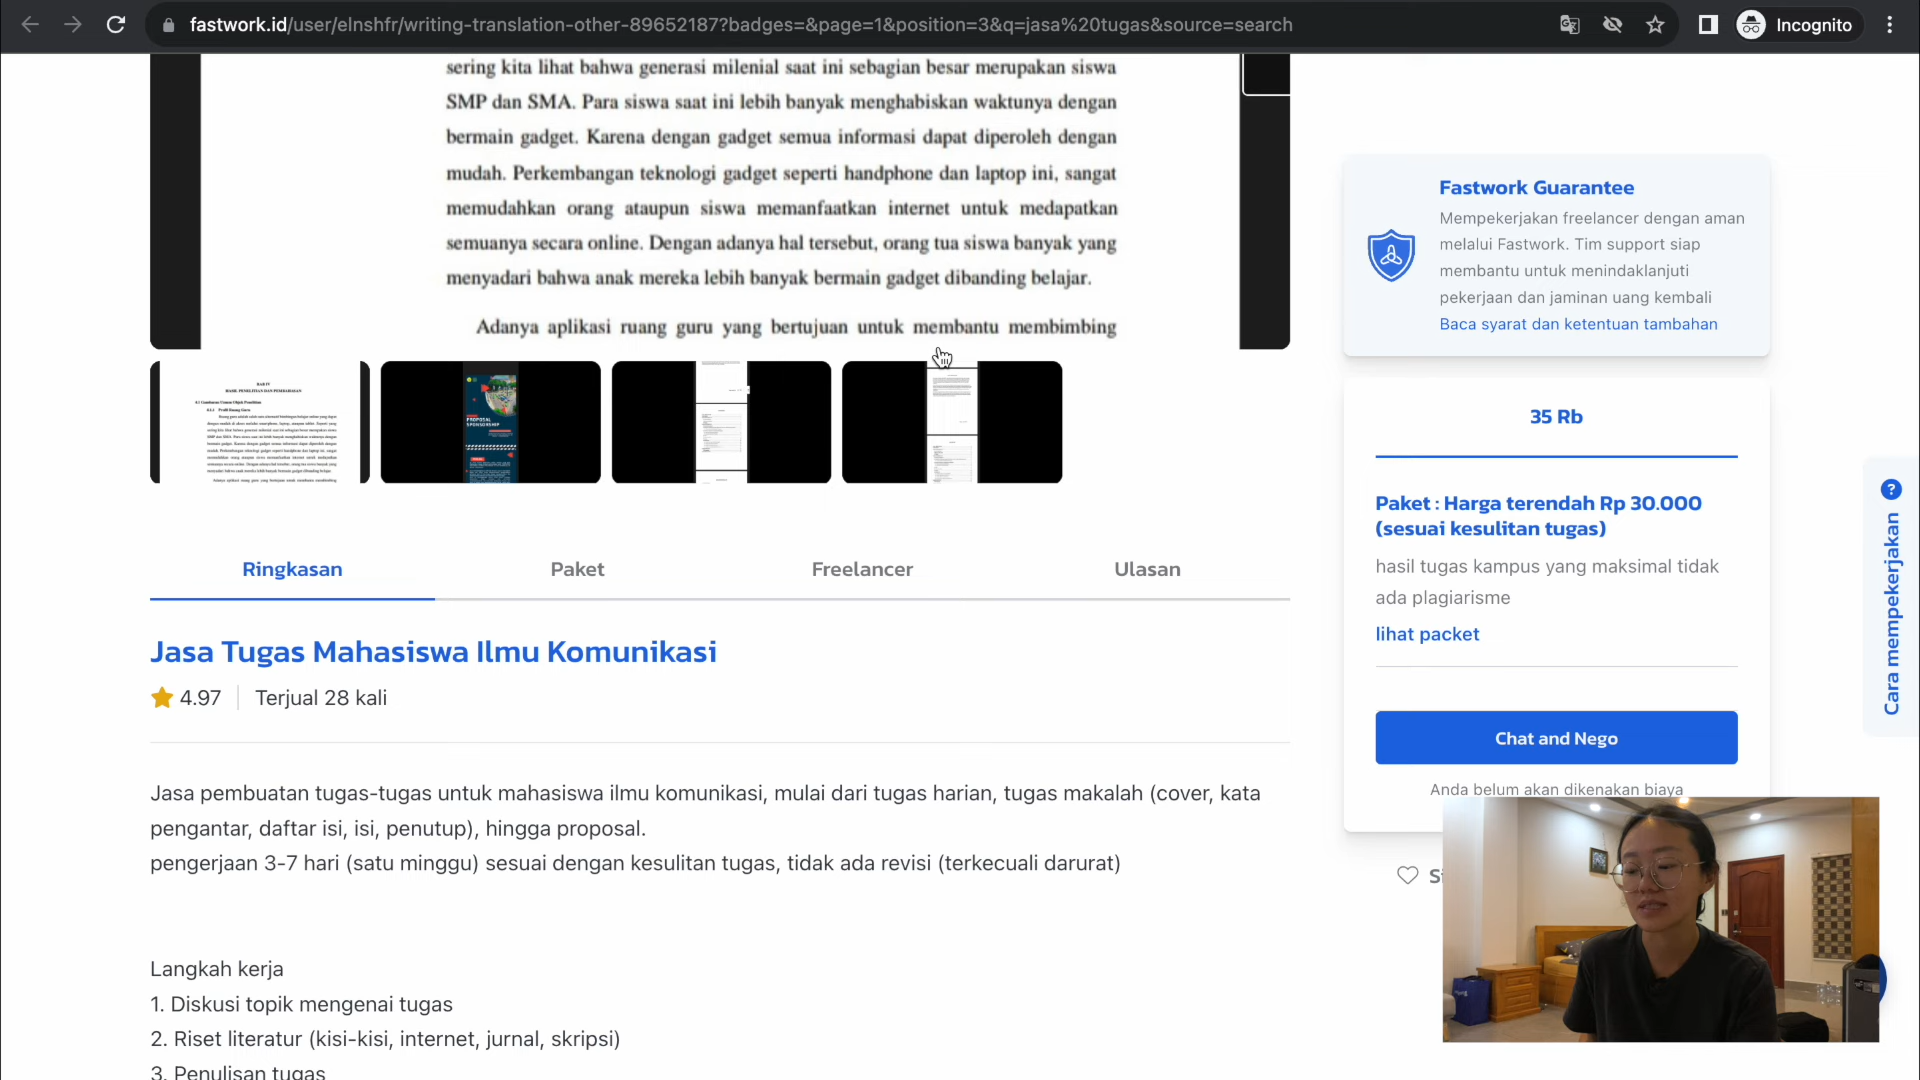 fastwork.id/user/elnshfr/writing-translation-other-89652187?badges=&page=1&position=3&q=jasa%20tugas&source=search
Incognito
sering kita lihat bahwa generasi milenial saat ini sebagian besar merupakan siswa
SMP dan SMA. Para siswa saat ini lebih banyak menghabiskan waktunya dengan
bermain gadget. Karena dengan gadget semua informasi dapat diperoleh dengan
mudah. Perkembangan teknologi gadget seperti handphone dan laptop ini, sangat
memudahkan orang ataupun siswa memanfaatkan internet untuk medapatkan
semuanya secara online. Dengan adanya hal tersebut, orang tua siswa banyak yang
menyadari bahwa anak mereka lebih banyak bermain gadget dibanding belajar.
Adanya aplikasi ruang guru yang bertujuan untuk membantu membimbing
PROPOSAL
SPONSORSHIP
Ringkasan
Paket
Freelancer
Ulasan
Jasa Tugas Mahasiswa Ilmu Komunikasi
4.97
Terjual 28 kali
Jasa pembuatan tugas-tugas untuk mahasiswa ilmu komunikasi, mulai dari tugas harian, tugas makalah (cover, kata
pengantar, daftar isi, isi, penutup), hingga proposal.
pengerjaan 3-7 hari (satu minggu) sesuai dengan kesulitan tugas, tidak ada revisi (terkecuali darurat)
Langkah kerja
1. Diskusi topik mengenai tugas
2. Riset literatur (kisi-kisi, internet, jurnal, skripsi)
3. Penulisan tugas
Fastwork Guarantee
Mempekerjakan freelancer dengan aman
melalui Fastwork. Tim support siap
membantu untuk menindaklanjuti
pekerjaan dan jaminan uang kembali
Baca syarat dan ketentuan tambahan
35 Rb
Paket : Harga terendah Rp 30.000
(sesuai kesulitan tugas)
hasil tugas kampus yang maksimal tidak
ada plagiarisme
lihat packet
Chat and Nego
Anda belum akan dikenakan biaya
? Cara mempekerjakan